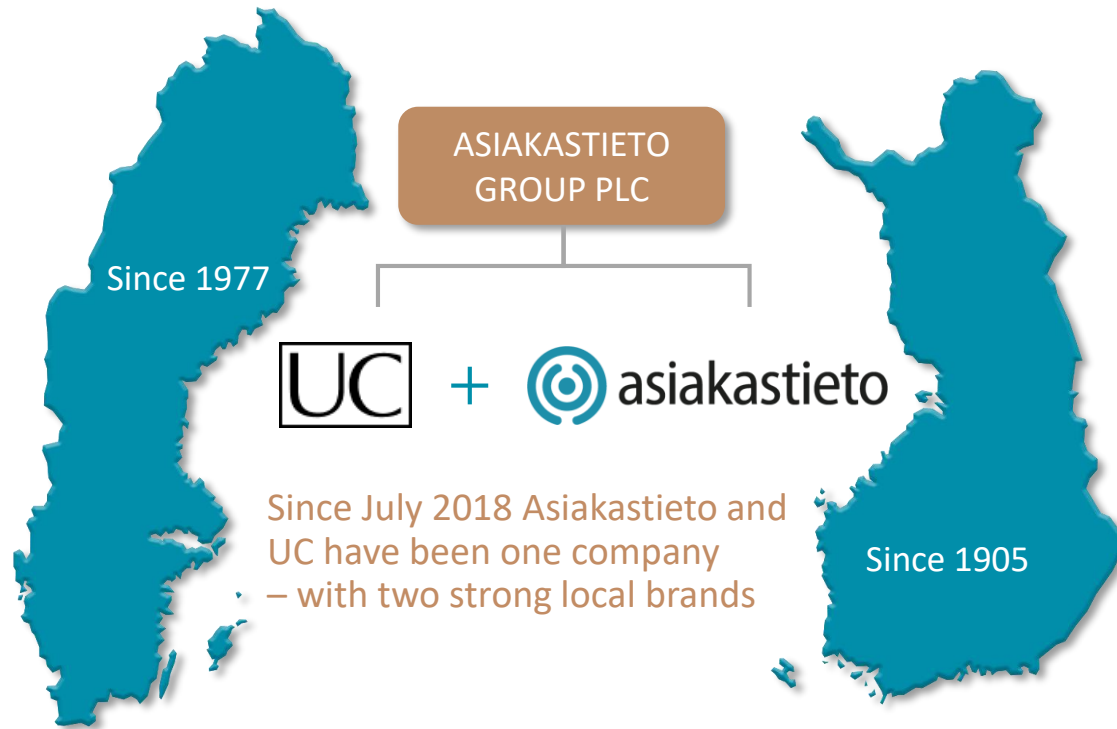 ASIAKASTIETO
GROUP PLC
Since 1977
UC + asiakastieto
Since July 2018 Asiakastieto and
UC have been one company
– with two strong local brands
Since 1905